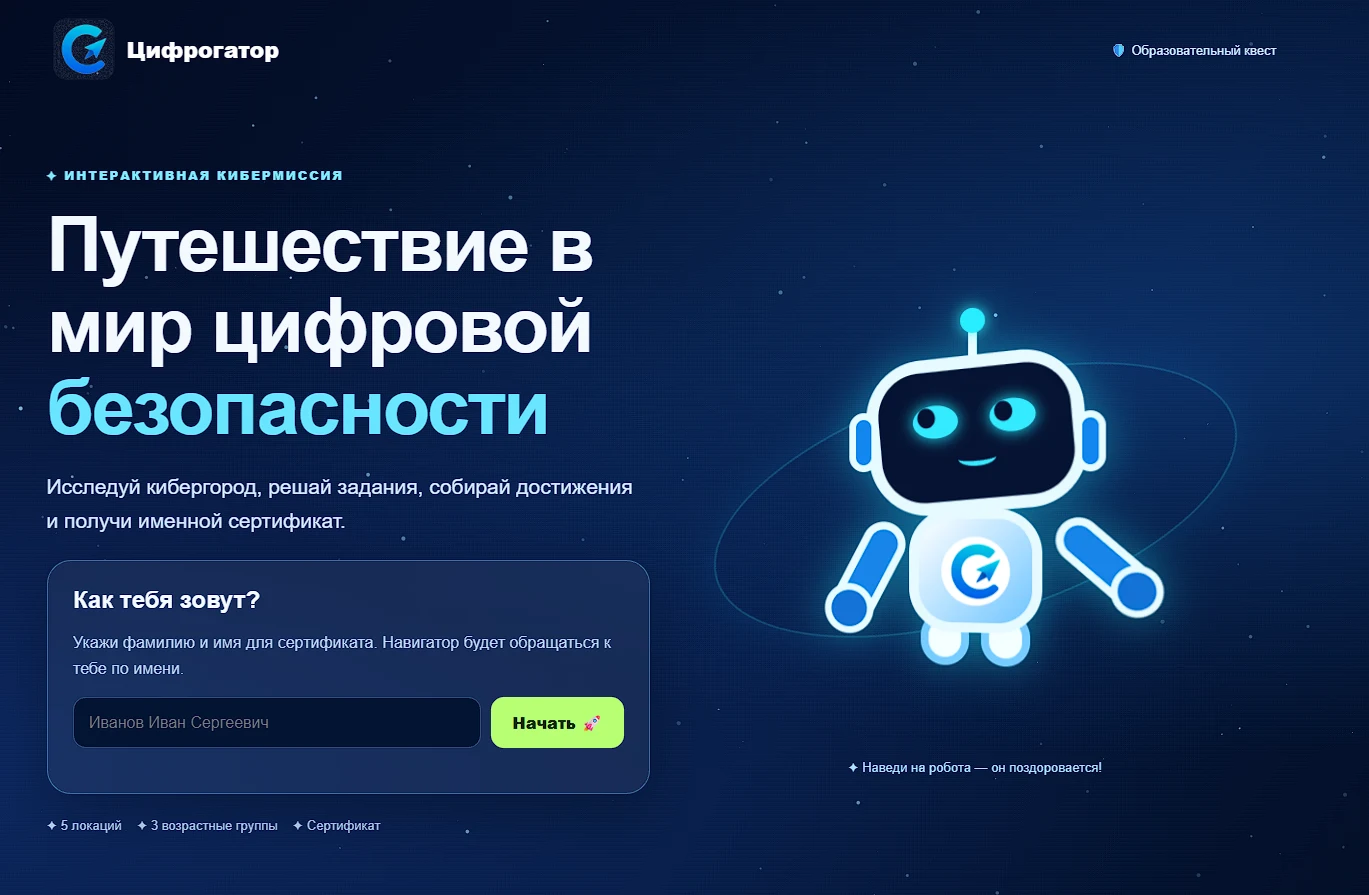 Цифрогатор
Образовательный квест
✦ ИНТЕРАКТИВНАЯ КИБЕРМИССИЯ
Путешествие в
мир цифровой
безопасности
Исследуй кибергород, решай задания, собирай достижения
и получи именной сертификат.
Как тебя зовут?
Укажи фамилию и имя для сертификата. Навигатор будет обращаться к
тебе по имени.
Иванов Иван Сергеевич
Начать 🚀
✦ Наведи на робота — он поздоровается!
✦ 5 локаций ✦ 3 возрастные группы ✦ Сертификат